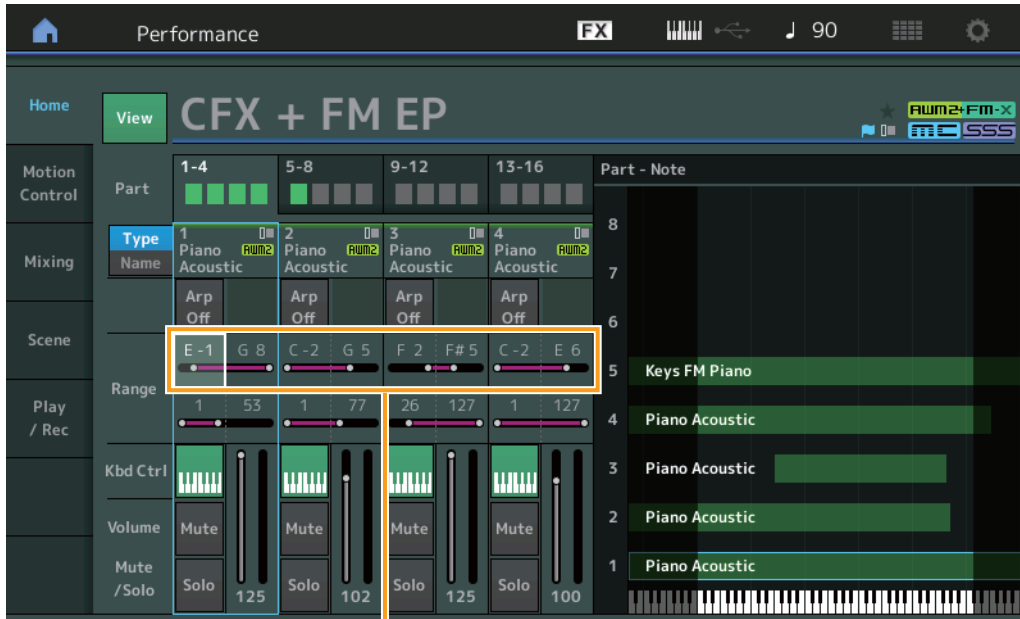 Performance
FX
90
Home
View
CFX + FM EP
AWM2+FM-X
MC SSS
Motion
Control
Part
1-4
5-8
9-12
13-16
Part - Note
Type
Name
1
Piano
AWM2
Acoustic
2
Piano
AWM2
Acoustic
3
Piano
AWM2
Acoustic
4
Piano
AWM2
Acoustic
8
7
6
5
4
3
2
1
Mixing
Arp
Off
Arp
Off
Arp
Off
Arp
Off
Scene
Range
E -1 G 8 C -2 G 5 F 2 F# 5 C -2 E 6
1 53 1 77 26 127 1 127
Keys FM Piano
Piano Acoustic
Piano Acoustic
Piano Acoustic
Piano Acoustic
Play
/ Rec
Kbd Ctrl
Volume
Mute
/Solo
Mute Mute Mute Mute
Solo 125 Solo 102 Solo 125 Solo 100